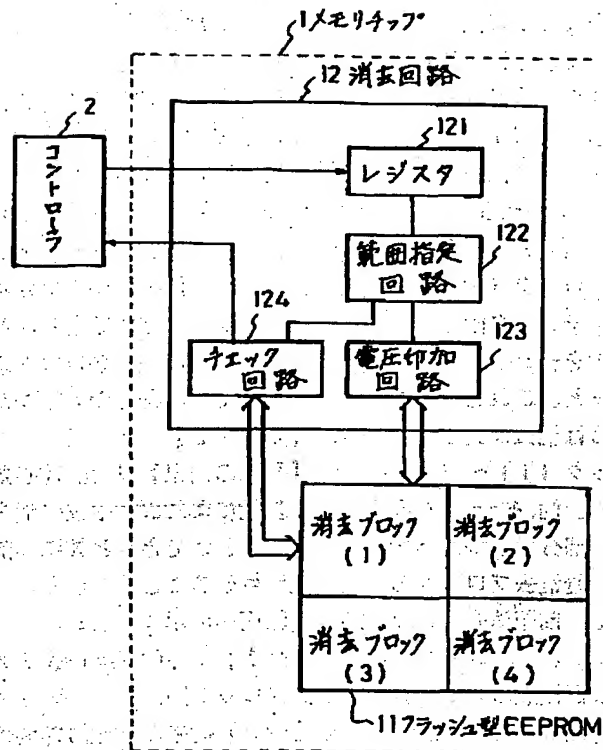 1メモリチップ
12 消去回路
2
コントローラ
121
レジスタ
122
範囲指定
回路
124
チェック
回路
123
電圧印加
回路
消去ブロック
(1)
消去ブロック
(2)
消去ブロック
(3)
消去ブロック
(4)
11フラッシュ型EEPROM